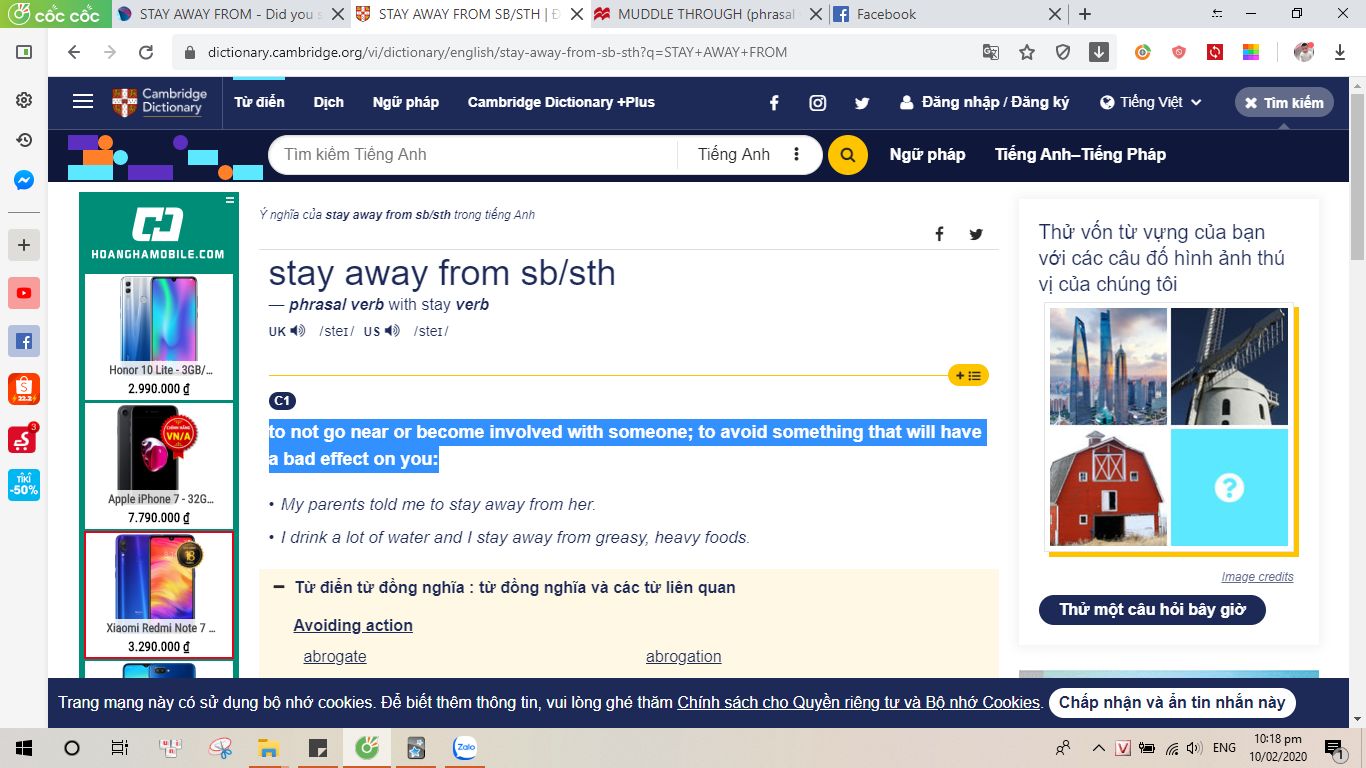 cốc cốc
STAY AWAY FROM - Did you s
STAY AWAY FROM SB/STH | Đ
MUDDLE THROUGH (phrasal
Facebook
dictionary.cambridge.org/vi/dictionary/english/stay-away-from-sb-sth?q=STAY+AWAY+FROM
Cambridge
Dictionary
Từ điển
Dịch
Ngữ pháp
Cambridge Dictionary +Plus
Đăng nhập / Đăng ký
Tiếng Việt
Tìm kiếm
Tìm kiếm Tiếng Anh
Tiếng Anh
Ngữ pháp
Tiếng Anh–Tiếng Pháp
HOANGHAMOBILE.COM
Honor 10 Lite - 3GB/...
2.990.000 ₫
CHÍNH HÃNG
VN/A
Apple iPhone 7 - 32G...
7.790.000 ₫
18
Xiaomi Redmi Note 7 ...
3.290.000 ₫
Ý nghĩa của stay away from sb/sth trong tiếng Anh
stay away from sb/sth
— phrasal verb with stay verb
UK /steɪ/ US /steɪ/
C1
to not go near or become involved with someone; to avoid something that will have
a bad effect on you:
• My parents told me to stay away from her.
• I drink a lot of water and I stay away from greasy, heavy foods.
Từ điển từ đồng nghĩa : từ đồng nghĩa và các từ liên quan
Avoiding action
abrogate
abrogation
Thử vốn từ vựng của bạn
với các câu đố hình ảnh thú
vị của chúng tôi
?
Image credits
Thử một câu hỏi bây giờ
22.2
3
TIKI
-50%
Trang mạng này có sử dụng bộ nhớ cookies. Để biết thêm thông tin, vui lòng ghé thăm Chính sách cho Quyền riêng tư và Bộ nhớ Cookies.
Chấp nhận và ẩn tin nhắn này
Zalo
V
ENG
10:18 pm
10/02/2020
1